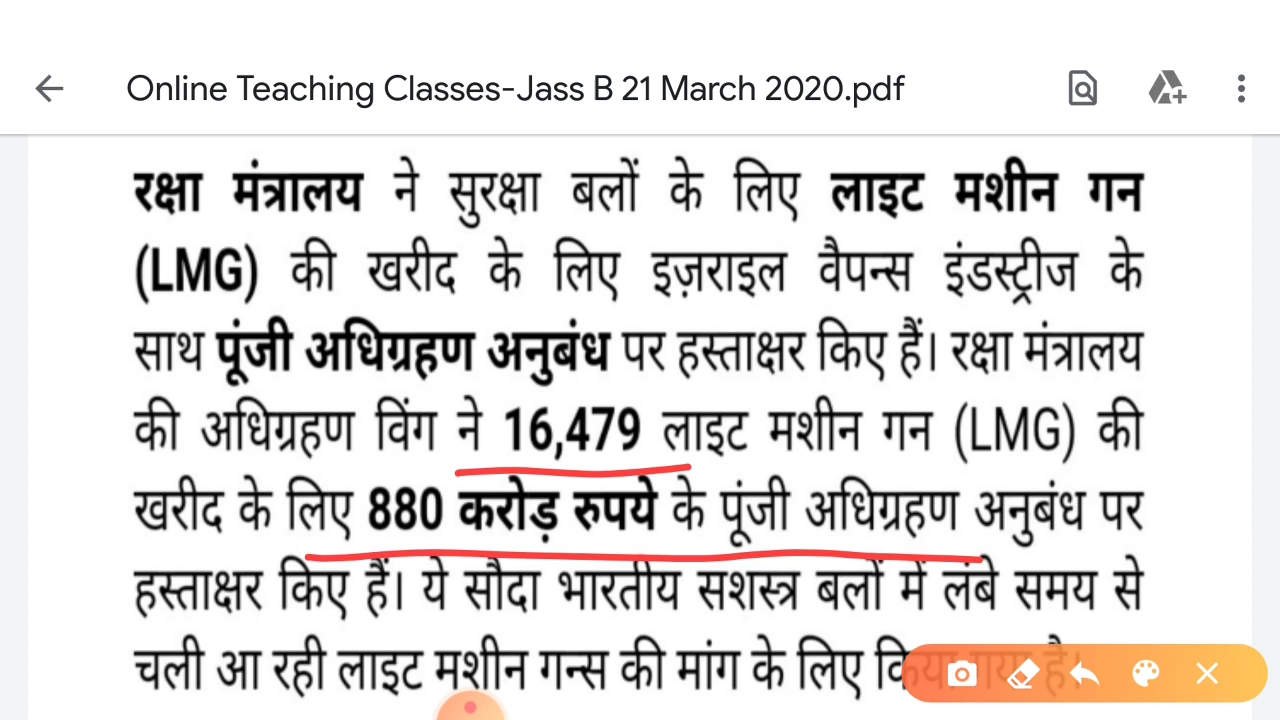 Online Teaching Classes-Jass B 21 March 2020.pdf
रक्षा मंत्रालय ने सुरक्षा बलों के लिए लाइट मशीन गन
(LMG) की खरीद के लिए इज़राइल वैपन्स इंडस्ट्रीज के
साथ पूंजी अधिग्रहण अनुबंध पर हस्ताक्षर किए हैं। रक्षा मंत्रालय
की अधिग्रहण विंग ने 16,479 लाइट मशीन गन (LMG) की
खरीद के लिए 880 करोड़ रुपये के पूंजी अधिग्रहण अनुबंध पर
हस्ताक्षर किए हैं। ये सौदा भारतीय सशस्त्र बलों में लंबे समय से
चली आ रही लाइट मशीन गन्स की मांग के लिए किया गया है।